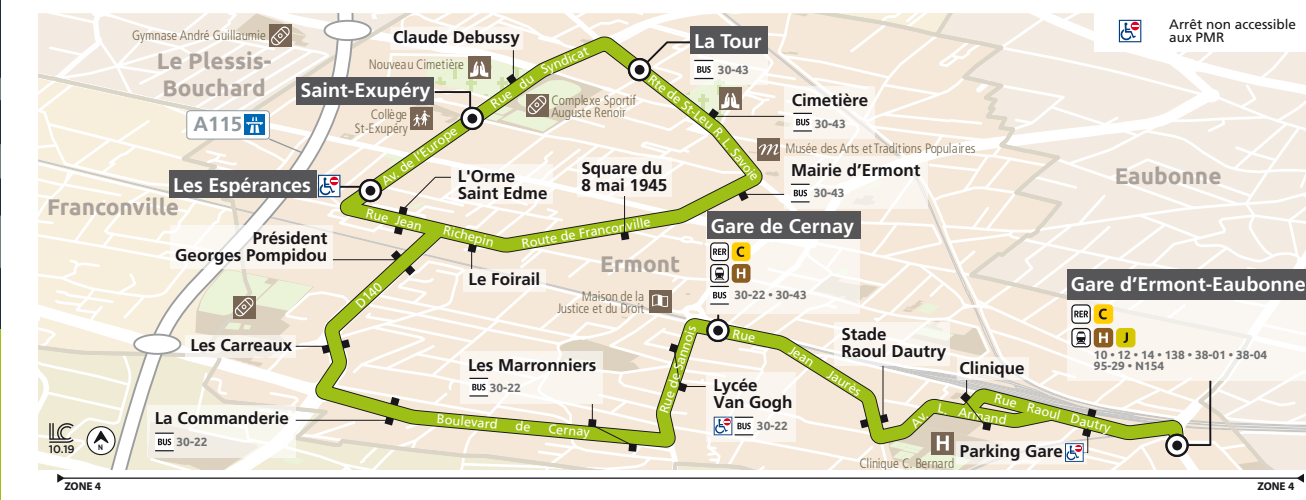 Arrêt non accessible
aux PMR
Gymnase André Guillaumie
Le Plessis-
Bouchard
Claude Debussy
Nouveau Cimetière
La Tour
BUS 30-43
Saint-Exupéry
Rue du Syndicat
Collège
St-Exupéry
Complexe Sportif
Auguste Renoir
Rte de St-Leu R. L. Savoie
Cimetière
BUS 30-43
A115
Av. de l'Europe
m Musée des Arts et Traditions Populaires
Les Espérances
L'Orme
Saint Edme
Square du
8 mai 1945
Mairie d'Ermont
BUS 30-43
Eaubonne
Franconville
Rue Jean Richepin
Route de Franconville
Gare de Cernay
RER C
H
BUS 30-22 • 30-43
Président
Georges Pompidou
Le Foirail
Ermont
D140
Maison de la
Justice et du Droit
Gare d'Ermont-Eaubonne
RER C
H J
10 • 12 • 14 • 138 • 38-01 • 38-04
95-29 • N154
Les Carreaux
Rue de Sannois
Rue Jean Jaurès
Stade
Raoul Dautry
Les Marronniers
BUS 30-22
Clinique
Lycée
Van Gogh
BUS 30-22
La Commanderie
BUS 30-22
Boulevard de Cernay
Av. L. Armand
Rue Raoul Dautry
H
Clinique C. Bernard
Parking Gare
LC
10.19
N
ZONE 4
ZONE 4